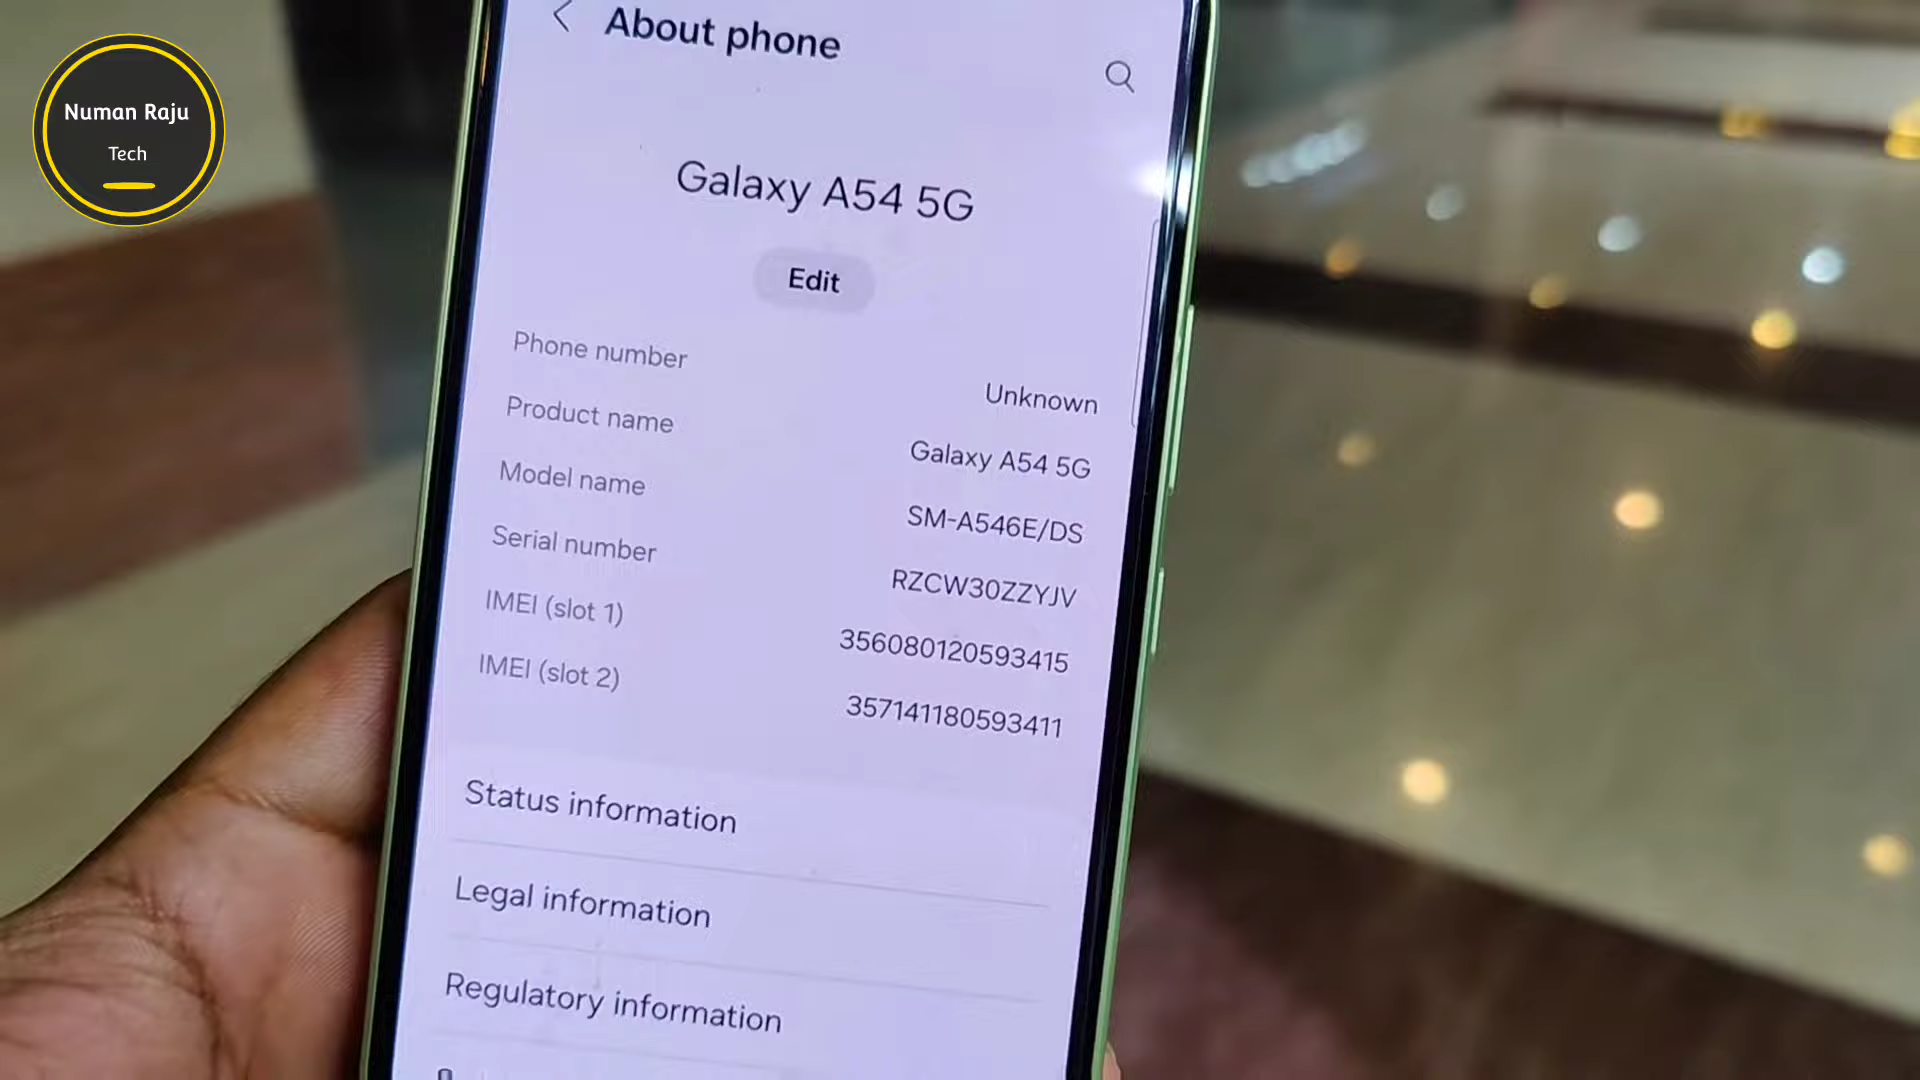 Numan Raju
Tech
About phone
Galaxy A54 5G
Edit
Phone number
Unknown
Product name
Galaxy A54 5G
Model name
SM-A546E/DS
Serial number
RZCW30ZZYJV
IMEI (slot 1)
356080120593415
IMEI (slot 2)
357141180593411
Status information
Legal information
Regulatory information